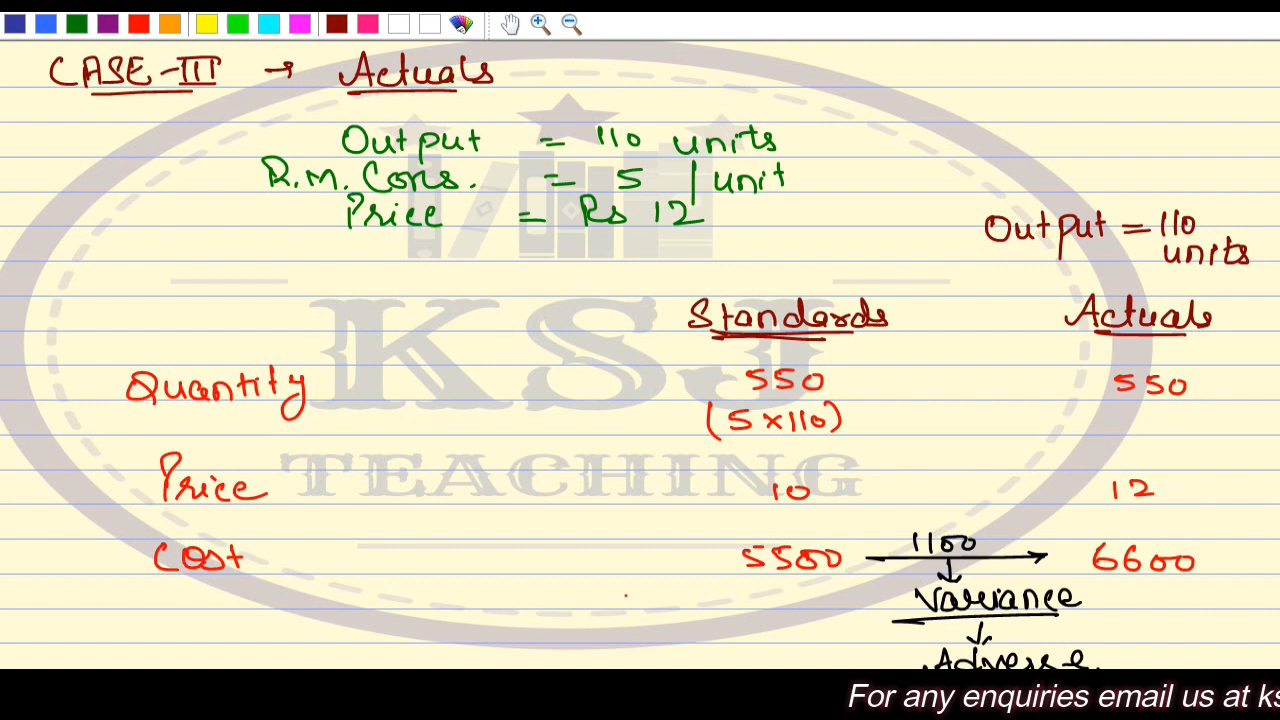 CASE-III → Actuals
Output = 110 units
R.M. Cons. = 5 / unit
Price = Rs 12
Output = 110
units
Standards Actuals
Quantity 550 550
(5 × 110)
Price 10 12
1100
Cost 5500 → 6600
↓
Variance
↓
Adverse.
KSJ
TEACHING
For any enquiries email us at ks